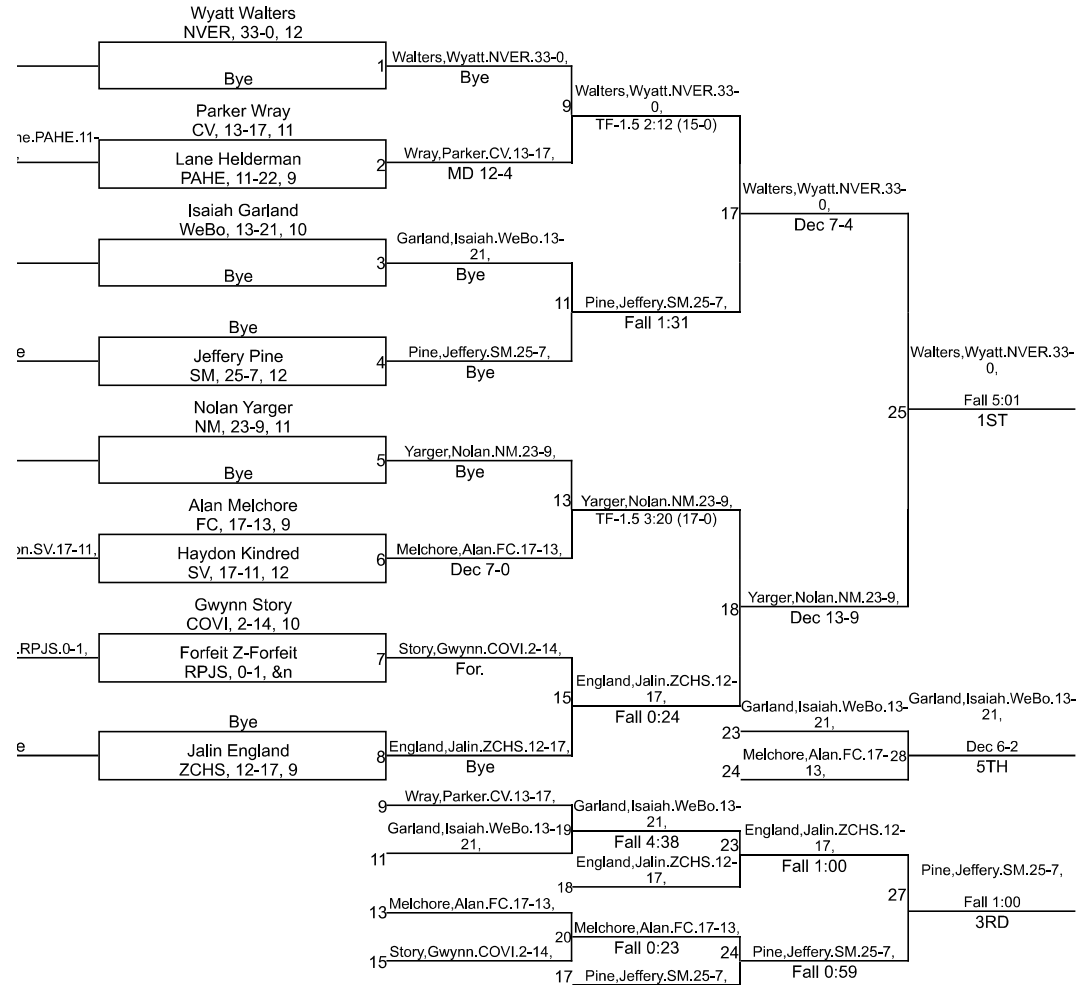 Wyatt Walters
NVER, 33-0, 12
1
Walters,Wyatt.NVER.33-0,
Bye
Bye
9
Walters,Wyatt.NVER.33-
0,
TF-1.5 2:12 (15-0)
Parker Wray
CV, 13-17, 11
.PAHE.11-
Lane Helderman
PAHE, 11-22, 9
2
Wray,Parker.CV.13-17,
MD 12-4
17
Walters,Wyatt.NVER.33-
0,
Dec 7-4
Isaiah Garland
WeBo, 13-21, 10
3
Garland,Isaiah.WeBo.13-
21,
Bye
Bye
11
Pine,Jeffery.SM.25-7,
Fall 1:31
Bye
e
Jeffery Pine
SM, 25-7, 12
4
Pine,Jeffery.SM.25-7,
Bye
25
Walters,Wyatt.NVER.33-
0,
Fall 5:01
1ST
Nolan Yarger
NM, 23-9, 11
5
Yarger,Nolan.NM.23-9,
Bye
Bye
13
Yarger,Nolan.NM.23-9,
TF-1.5 3:20 (17-0)
Alan Melchore
FC, 17-13, 9
.SV.17-11,
Haydon Kindred
SV, 17-11, 12
6
Melchore,Alan.FC.17-13,
Dec 7-0
18
Yarger,Nolan.NM.23-9,
Dec 13-9
Gwynn Story
COVI, 2-14, 10
.RPJS.0-1,
Forfeit Z-Forfeit
RPJS, 0-1, &n
7
Story,Gwynn.COVI.2-14,
For.
15
England,Jalin.ZCHS.12-
17,
Fall 0:24
Bye
e
Jalin England
ZCHS, 12-17, 9
8
England,Jalin.ZCHS.12-17,
Bye
23
Garland,Isaiah.WeBo.13-
21,
24
Melchore,Alan.FC.17-
13,
28
Garland,Isaiah.WeBo.13-
21,
Dec 6-2
5TH
9
Wray,Parker.CV.13-17,
11
Garland,Isaiah.WeBo.13-
21,
19
Garland,Isaiah.WeBo.13-
21,
Fall 4:38
18
England,Jalin.ZCHS.12-
17,
23
England,Jalin.ZCHS.12-
17,
Fall 1:00
13
Melchore,Alan.FC.17-13,
15
Story,Gwynn.COVI.2-14,
20
Melchore,Alan.FC.17-13,
Fall 0:23
17
Pine,Jeffery.SM.25-7,
24
Pine,Jeffery.SM.25-7,
Fall 0:59
27
Pine,Jeffery.SM.25-7,
Fall 1:00
3RD